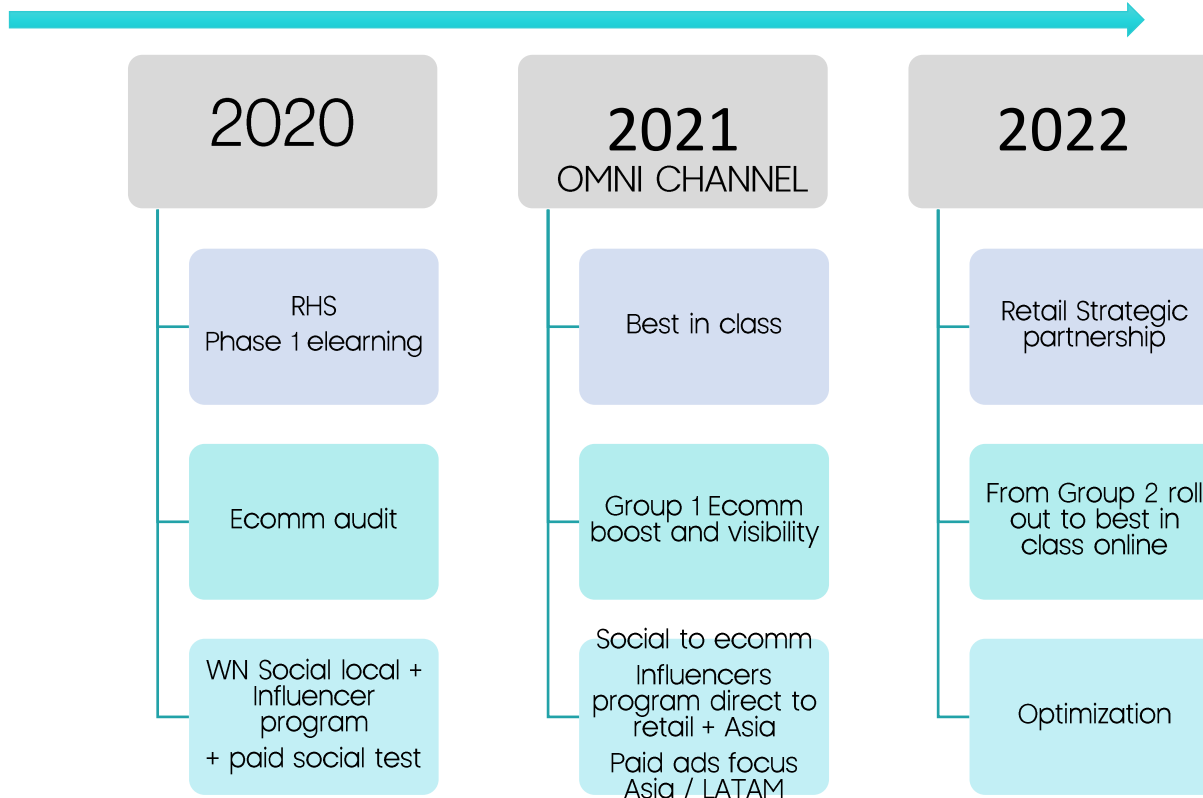 2020
RHS
Phase 1 elearning
Ecomm audit
WN Social local +
Influencer
program
+ paid social test
2021
OMNI CHANNEL
Best in class
Group 1 Ecomm
boost and visibility
Social to ecomm
Influencers
program direct to
retail + Asia
Paid ads focus
Asia / LATAM
2022
Retail Strategic
partnership
From Group 2 roll
out to best in
class online
Optimization